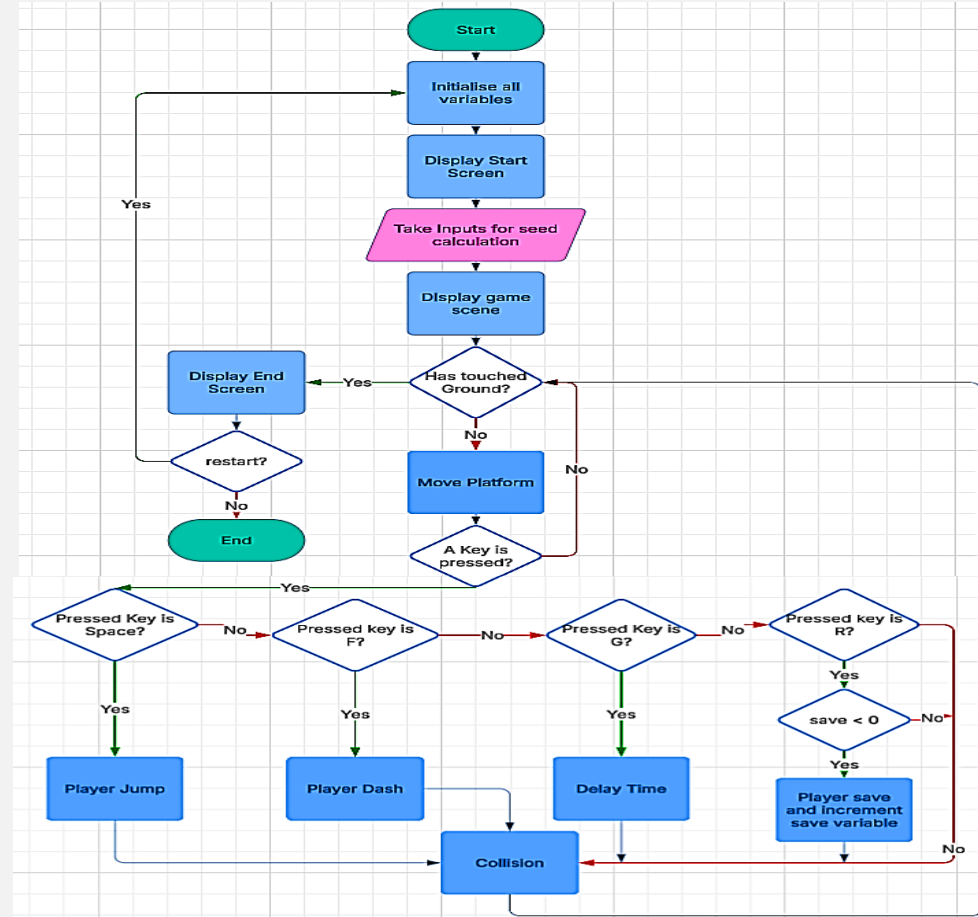 Start
Initialise all
variables
Display Start
Screen
Yes
Take Inputs for seed
calculation
Display game
scene
Display End
Screen
Yes
Has touched
Ground?
No
restart?
No
Move Platform
No
End
A Key is
pressed?
Yes
Pressed Key is
Space?
No
Pressed key is
F?
No
Pressed Key is
G?
No
Pressed key is
R?
Yes
Yes
Yes
Yes
save < 0
No
Yes
Player Jump
Player Dash
Delay Time
Player save
and increment
save variable
No
Collision